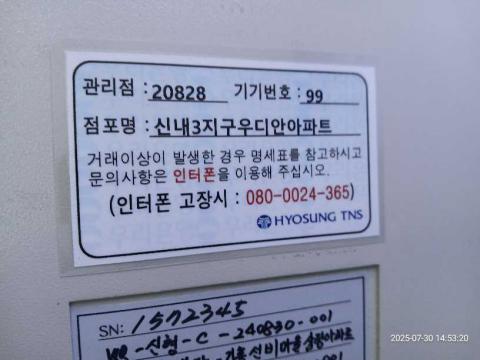 관리점 : 20828 기기번호 : 99
점포명 : 신내3지구우디안아파트
거래이상이 발생한 경우 명세표를 참고하시고
문의사항은 인터폰을 이용해 주십시오.
(인터폰 고장시 : 080-0024-365)
HYOSUNG TNS
SN: 1572345
-신형-C-240830-001
2025-07-30 14:53:20